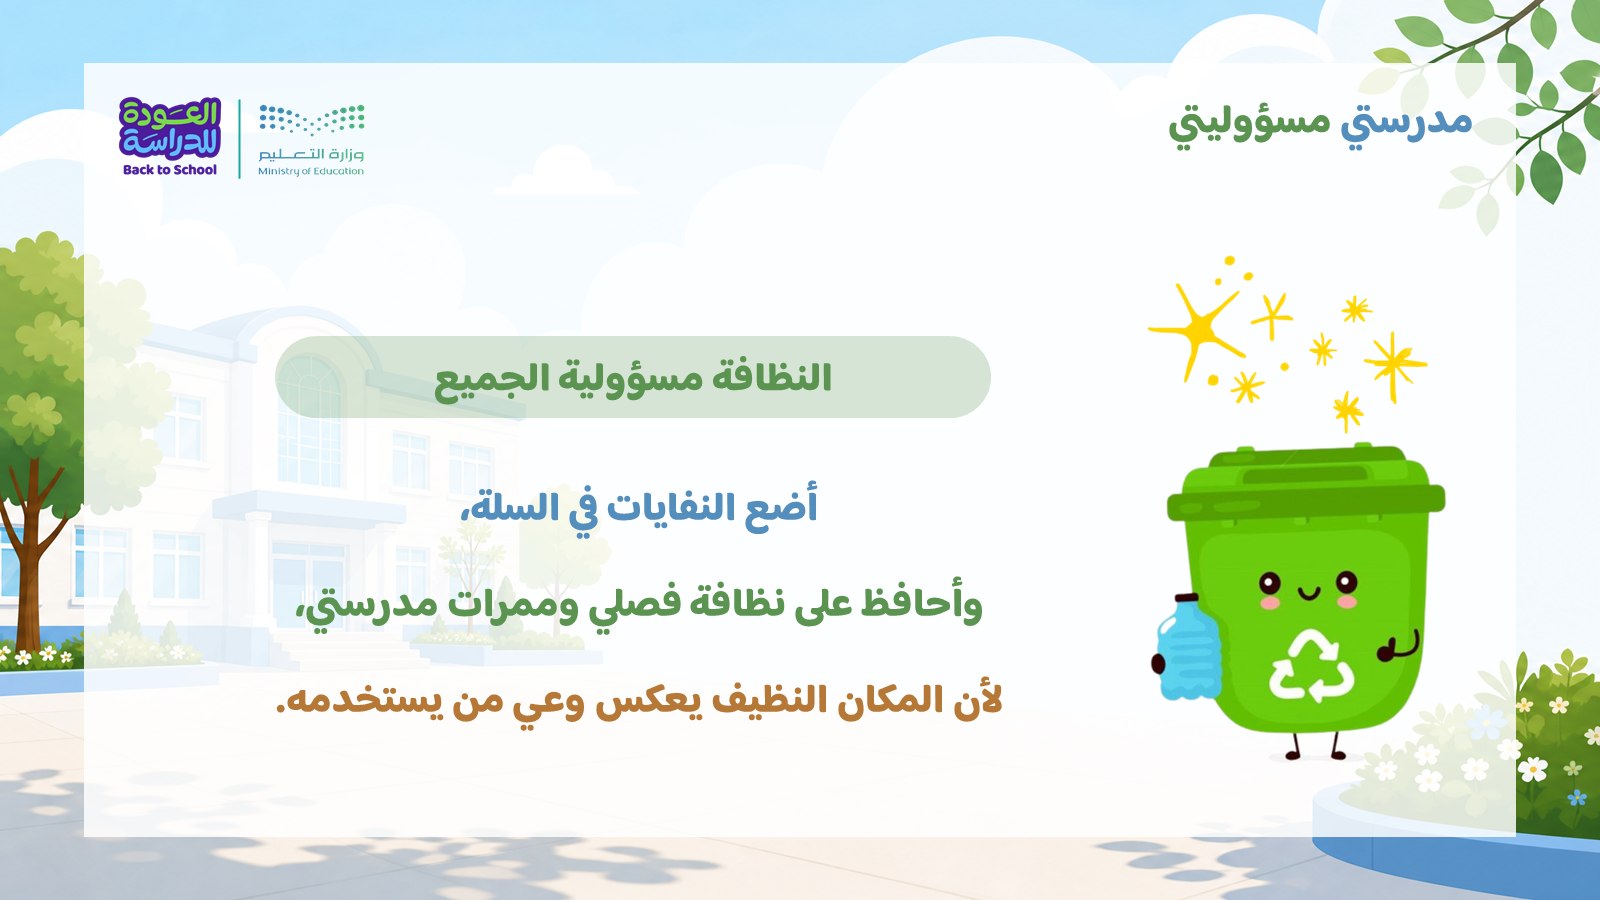 مدرستي مسؤوليتي
العودة
للدراسة
Back to School
وزارة التعليم
Ministry of Education
النظافة مسؤولية الجميع
أضع النفايات في السلة،
وأحافظ على نظافة فصلي وممرات مدرستي،
لأن المكان النظيف يعكس وعي من يستخدمه.